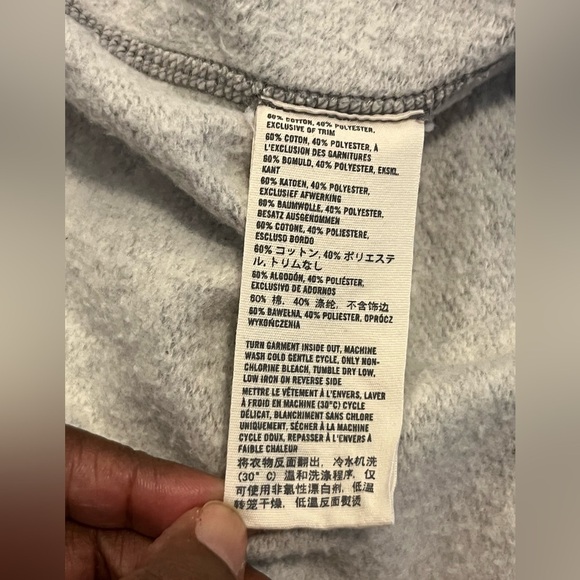 60% COTTON, 40% POLYESTER,
EXCLUSIVE OF TRIM
60% COTON, 40% POLYESTER, À
L'EXCLUSION DES GARNITURES
60% BOMULD, 40% POLYESTER, EKSKL.
KANT
60% KATOEN, 40% POLYESTER,
EXCLUSIEF AFWERKING
60% BAUMWOLLE, 40% POLYESTER,
BESATZ AUSGENOMMEN
60% COTONE, 40% POLIESTERE,
ESCLUSO BORDO
60% コットン, 40% ポリエステ
ル, トリムなし
60% ALGODÓN, 40% POLIÉSTER,
EXCLUSIVO DE ADORNOS
60% 棉, 40% 涤纶, 不含饰边
60% BAWEŁNA, 40% POLIESTER, OPRÓCZ
WYKOŃCZENIA
TURN GARMENT INSIDE OUT, MACHINE
WASH COLD GENTLE CYCLE, ONLY NON-
CHLORINE BLEACH, TUMBLE DRY LOW,
LOW IRON ON REVERSE SIDE
METTRE LE VÊTEMENT À L'ENVERS, LAVER
À FROID EN MACHINE (30°C) CYCLE
DÉLICAT, BLANCHIMENT SANS CHLORE
UNIQUEMENT, SÉCHER À LA MACHINE
CYCLE DOUX, REPASSER À L'ENVERS À
FAIBLE CHALEUR
将衣物反面翻出, 冷水机洗
(30°C) 温和洗涤程序, 仅
可使用非氯性漂白剂, 低温
转笼干燥, 低温反面熨烫